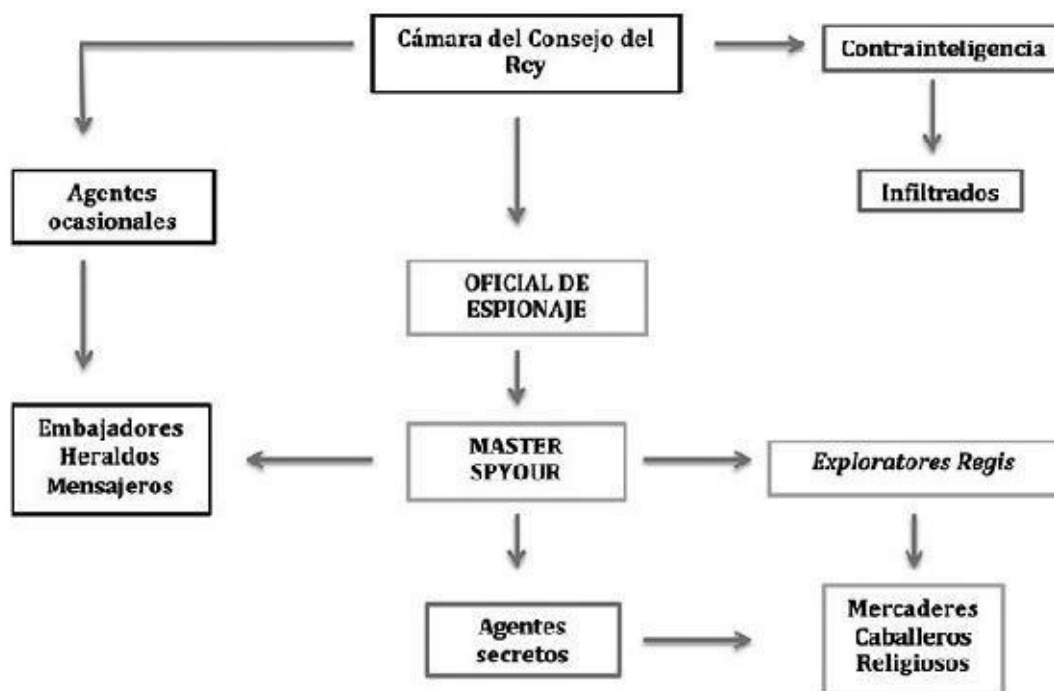 Cámara del Consejo del
Rey
Contrainteligencia
Agentes
ocasionales
Infiltrados
OFICIAL DE
ESPIONAJE
Embajadores
Heraldos
Mensajeros
MASTER
SPYOUR
Exploratores Regis
Agentes
secretos
Mercaderes
Caballeros
Religiosos